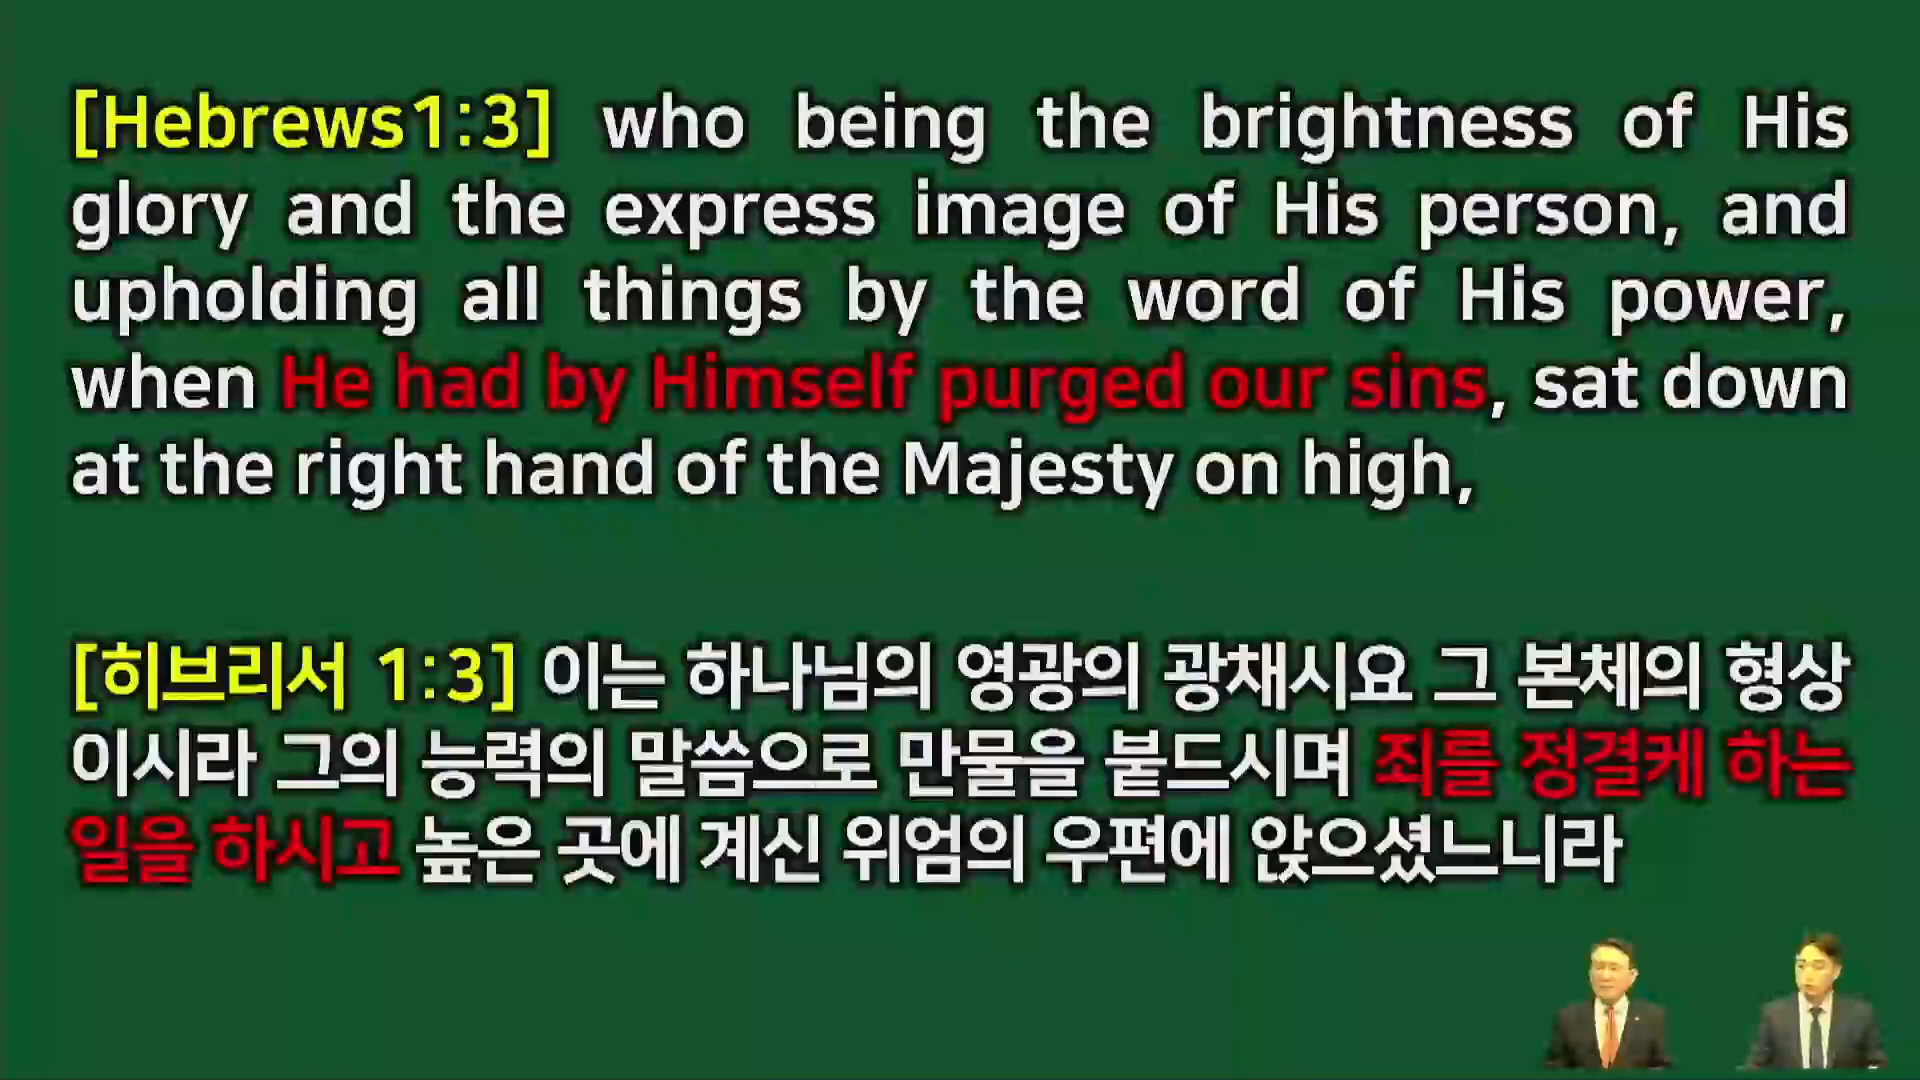 [Hebrews1:3] who being the brightness of His
glory and the express image of His person, and
upholding all things by the word of His power,
when He had by Himself purged our sins, sat down
at the right hand of the Majesty on high,
[히브리서 1:3] 이는 하나님의 영광의 광채시요 그 본체의 형상
이시라 그의 능력의 말씀으로 만물을 붙드시며 죄를 정결케 하는
일을 하시고 높은 곳에 계신 위엄의 우편에 앉으셨느니라